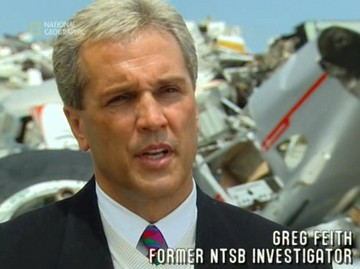 NATIONAL
GEOGRAPHIC
GREG FEITH
FORMER NTSB INVESTIGATOR